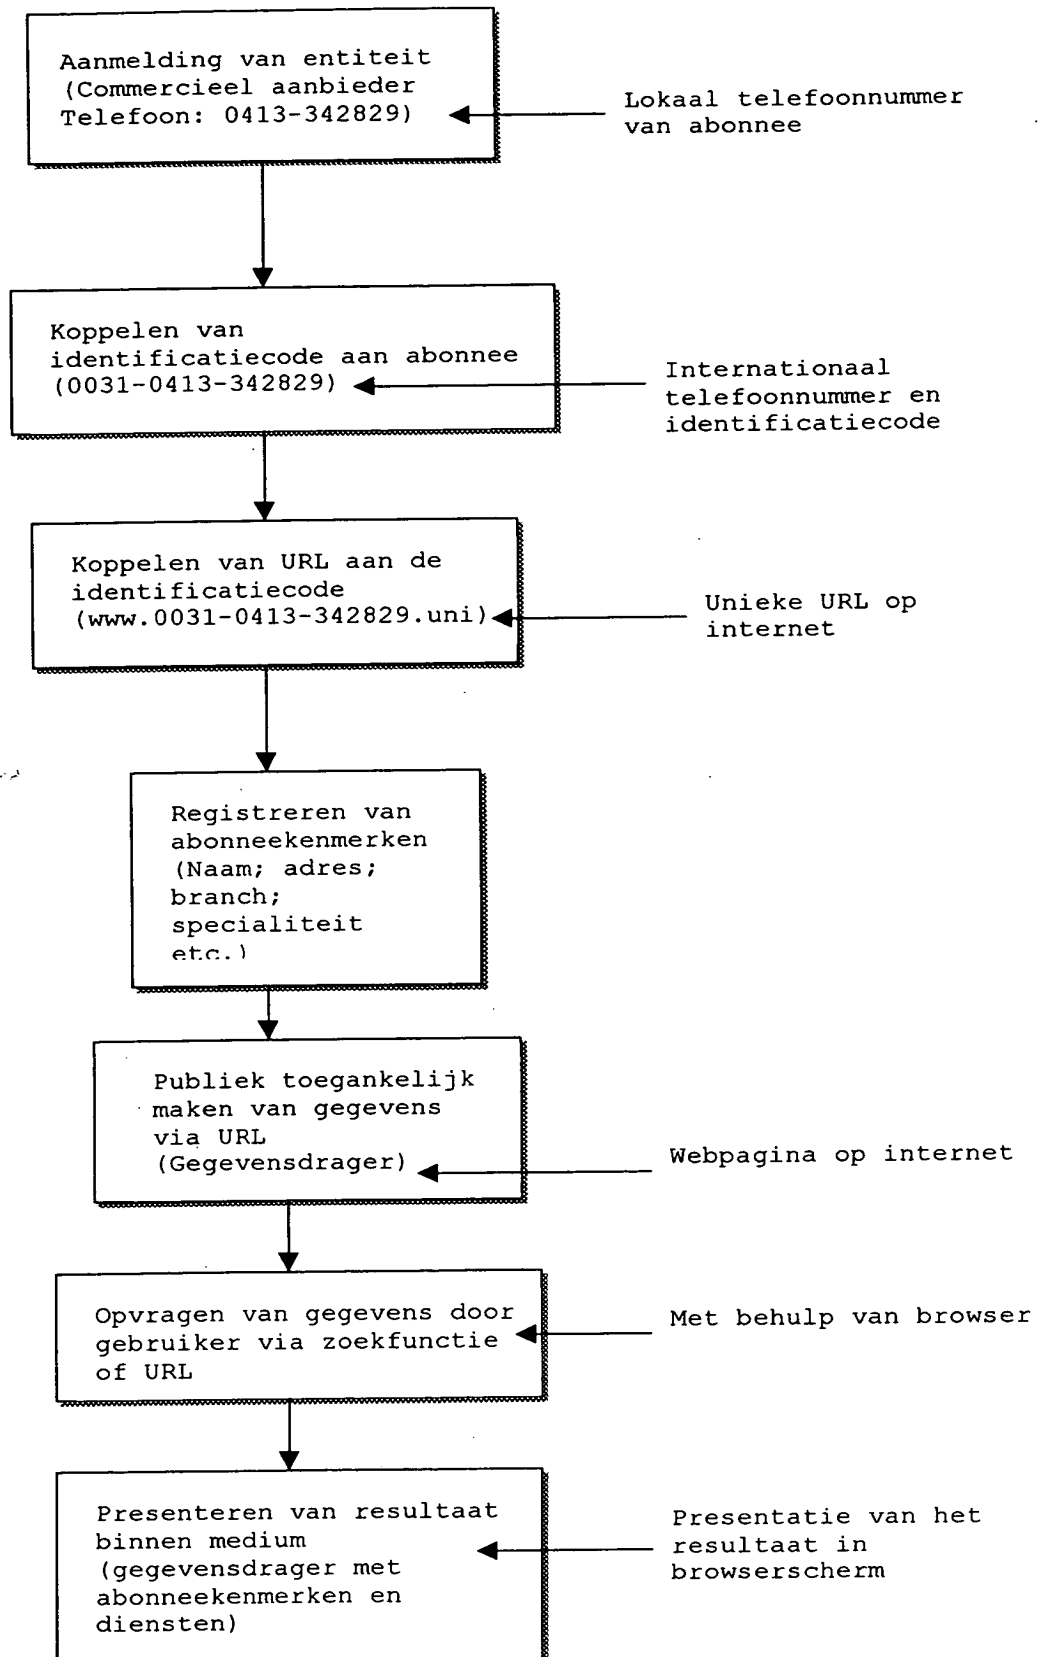 Aanmelding van entiteit
(Commercieel aanbieder
Telefoon: 0413-342829)
Lokaal telefoonnummer
van abonnee
Koppelen van
identificatiecode aan abonnee
(0031-0413-342829)
Internationaal
telefoonnummer en
identificatiecode
Koppelen van URL aan de
identificatiecode
(www.0031-0413-342829.uni)
Unieke URL op
internet
Registreren van
abonneekenmerken
(Naam; adres;
branch;
specialiteit
etc.)
Publiek toegankelijk
maken van gegevens
via URL
(Gegevensdrager)
Webpagina op internet
Opvragen van gegevens door
gebruiker via zoekfunctie
of URL
Met behulp van browser
Presenteren van resultaat
binnen medium
(gegevensdrager met
abonneekenmerken en
diensten)
Presentatie van het
resultaat in
browserscherm